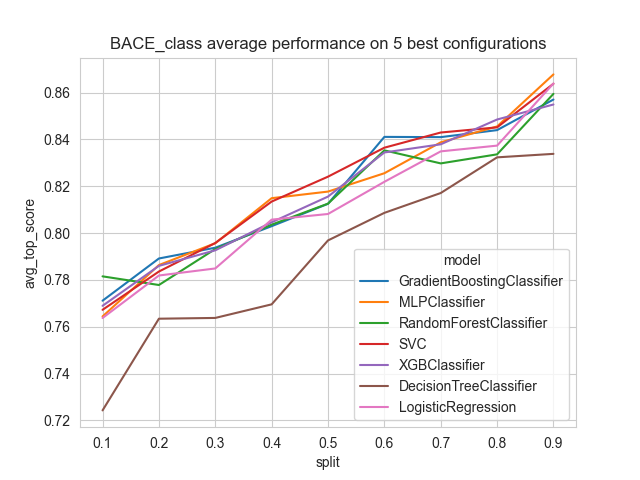 BACE_class average performance on 5 best configurations
avg_top_score
0.86
0.84
0.82
0.80
0.78
0.76
0.74
0.72
model
GradientBoostingClassifier
MLPClassifier
RandomForestClassifier
SVC
XGBClassifier
DecisionTreeClassifier
LogisticRegression
0.1 0.2 0.3 0.4 0.5 0.6 0.7 0.8 0.9
split